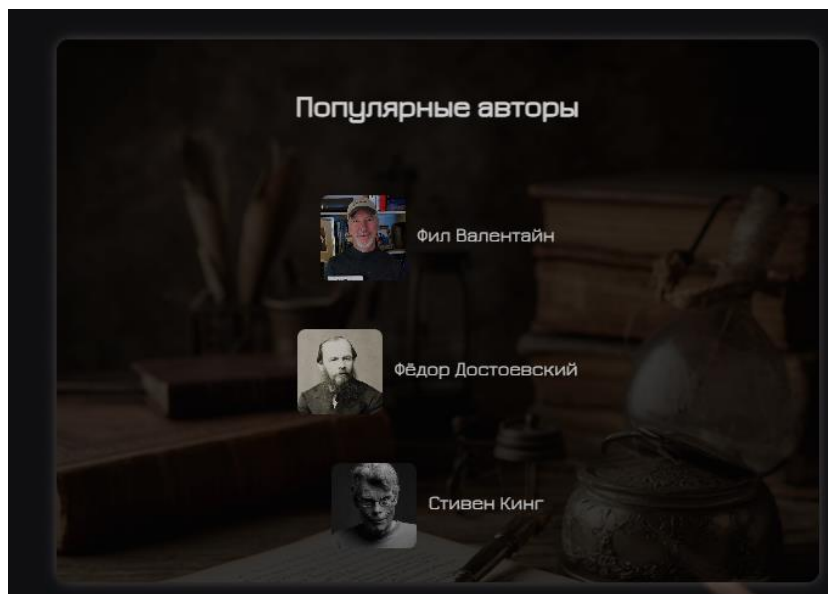 Популярные авторы
Фил Валентайн
Фёдор Достоевский
Стивен Кинг